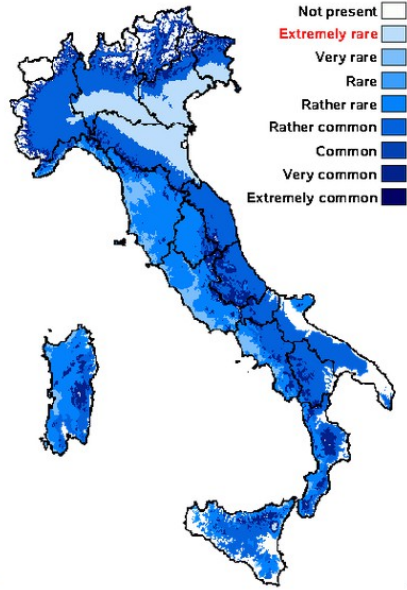 Not present
Extremely rare
Very rare
Rare
Rather rare
Rather common
Common
Very common
Extremely common